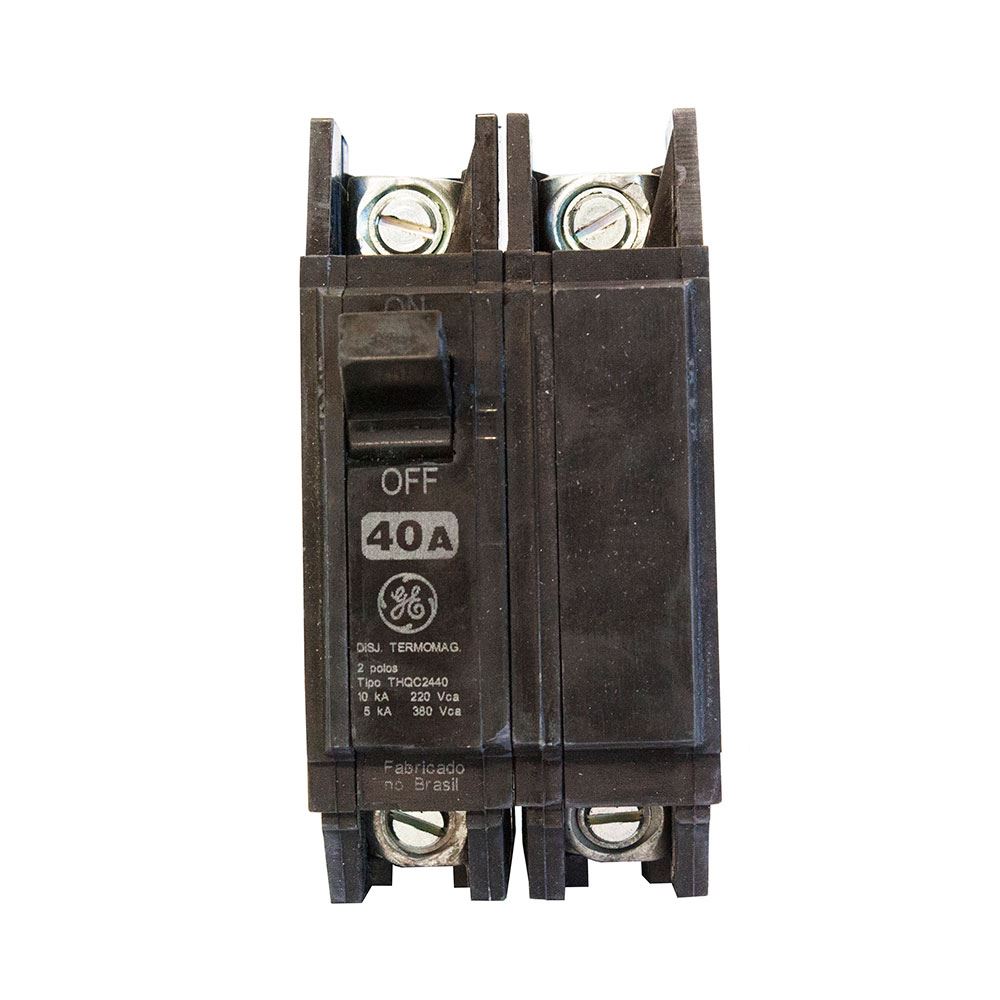 ON
OFF
40A
GE
DISJ. TERMOMAG.
2 polos
Tipo THQC2440
10 kA 220 Vca
5 kA 380 Vca
Fabricado
no Brasil